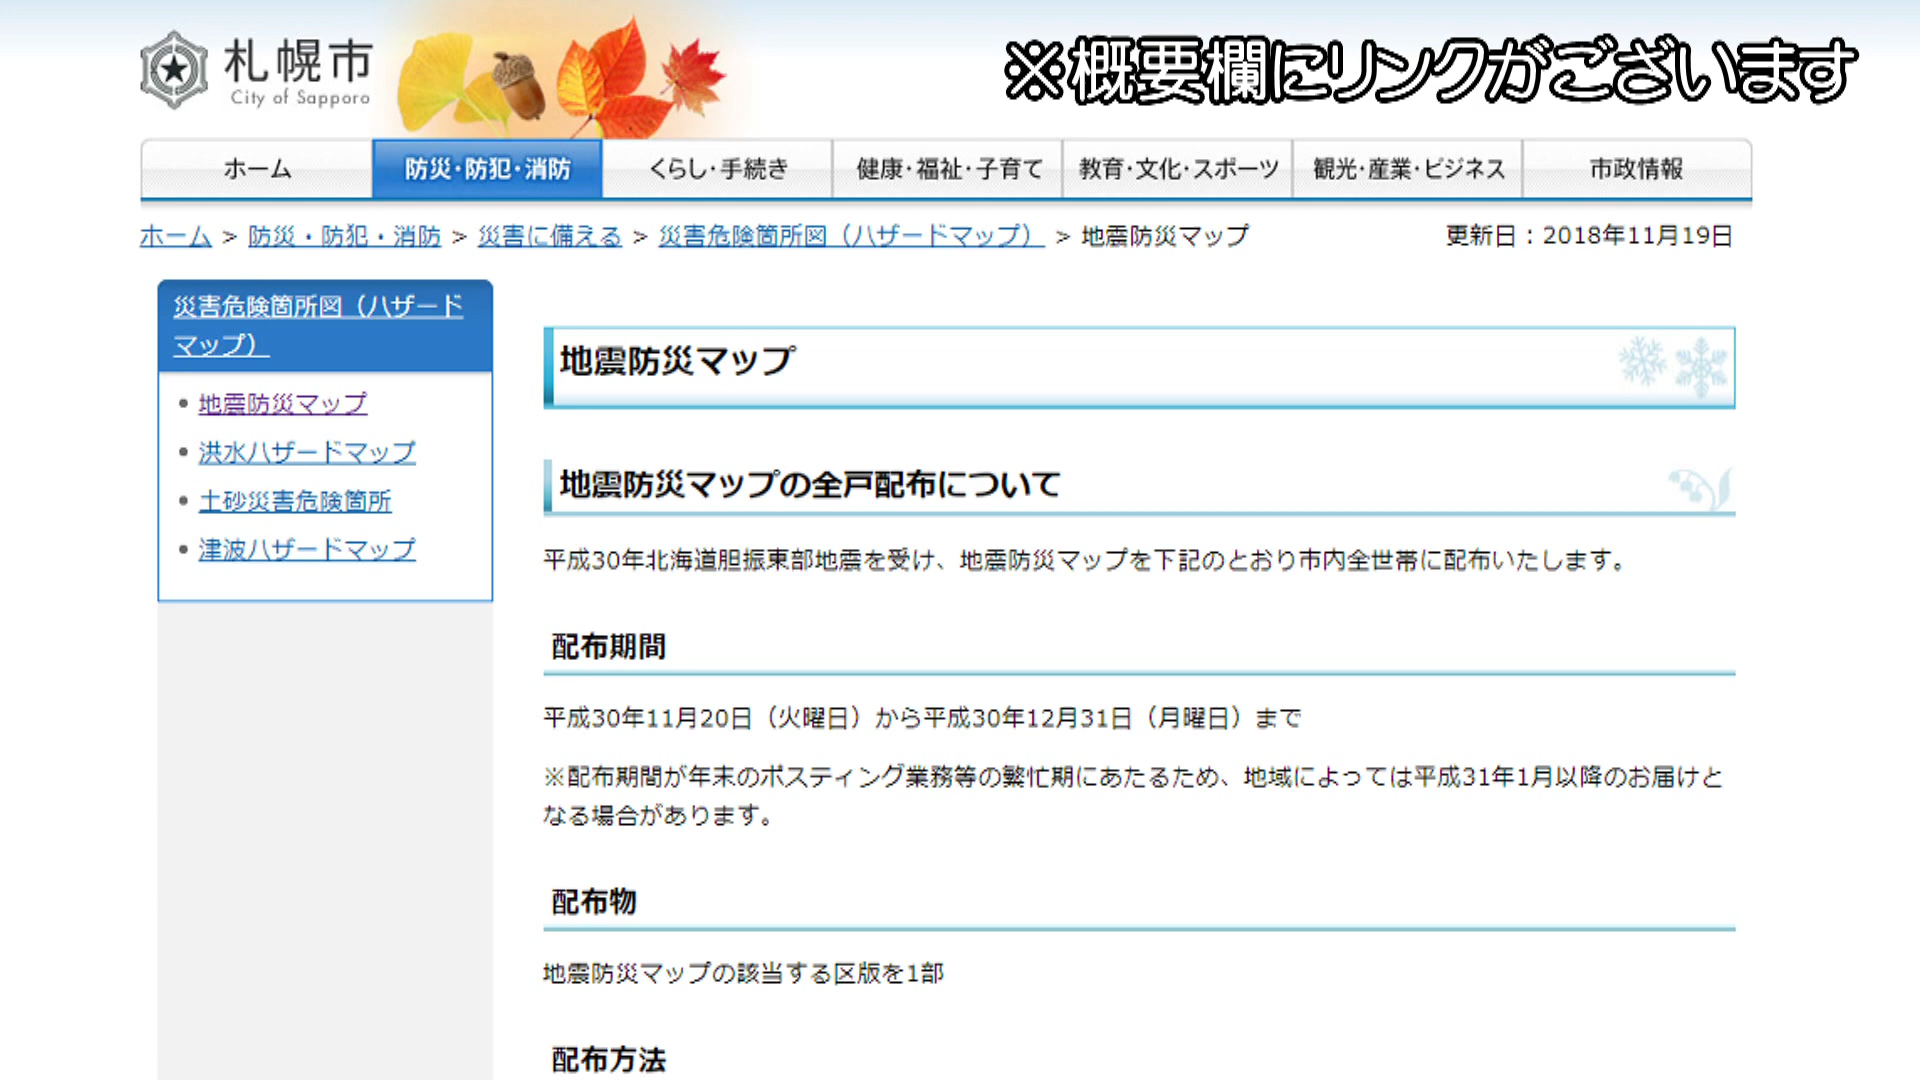 札幌市
City of Sapporo
※概要欄にリンクがございます
ホーム 防災・防犯・消防 くらし・手続き 健康・福祉・子育て 教育・文化・スポーツ 観光・産業・ビジネス 市政情報
ホーム > 防災・防犯・消防 > 災害に備える > 災害危険箇所図（ハザードマップ） > 地震防災マップ 更新日：2018年11月19日
災害危険箇所図（ハザード
マップ）
地震防災マップ
洪水ハザードマップ
土砂災害危険箇所
津波ハザードマップ
地震防災マップ
地震防災マップの全戸配布について
平成30年北海道胆振東部地震を受け、地震防災マップを下記のとおり市内全世帯に配布いたします。
配布期間
平成30年11月20日（火曜日）から平成30年12月31日（月曜日）まで
※配布期間が年末のポスティング業務等の繁忙期にあたるため、地域によっては平成31年1月以降のお届けと
なる場合があります。
配布物
地震防災マップの該当する区版を1部
配布方法